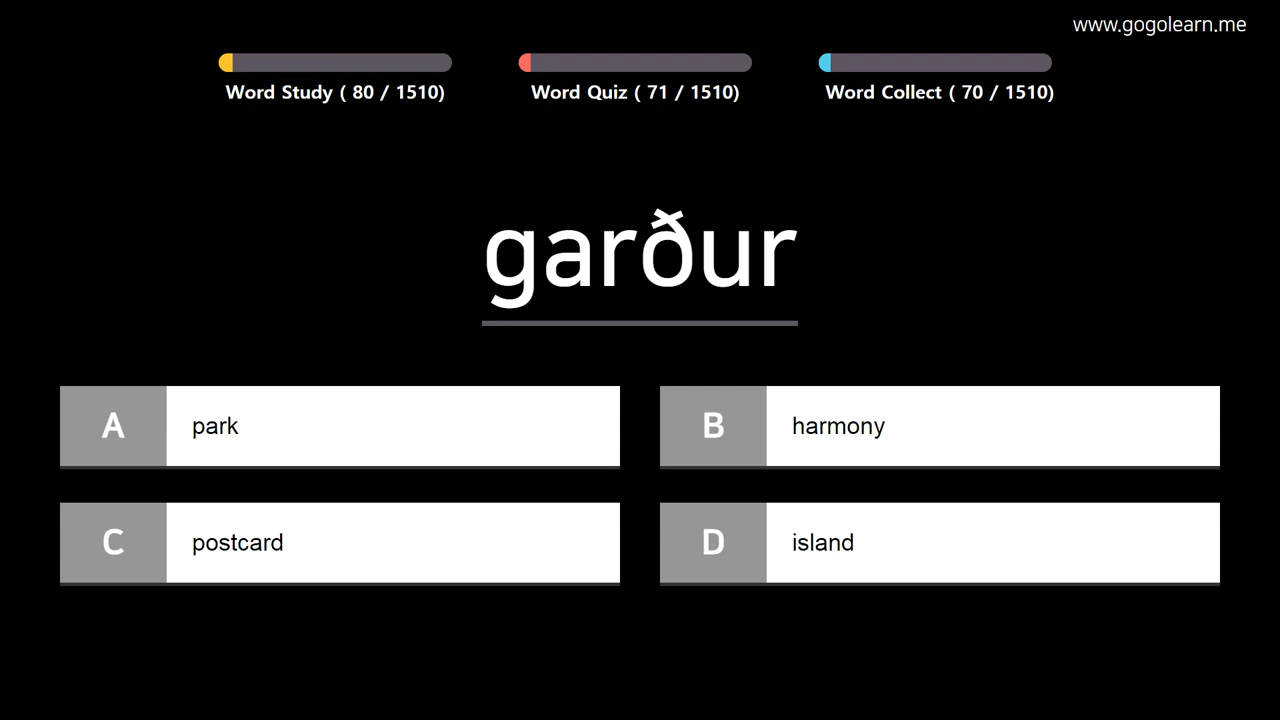 www.gogolearn.me
Word Study ( 80 / 1510)
Word Quiz ( 71 / 1510)
Word Collect ( 70 / 1510)
garður
A park
B harmony
C postcard
D island